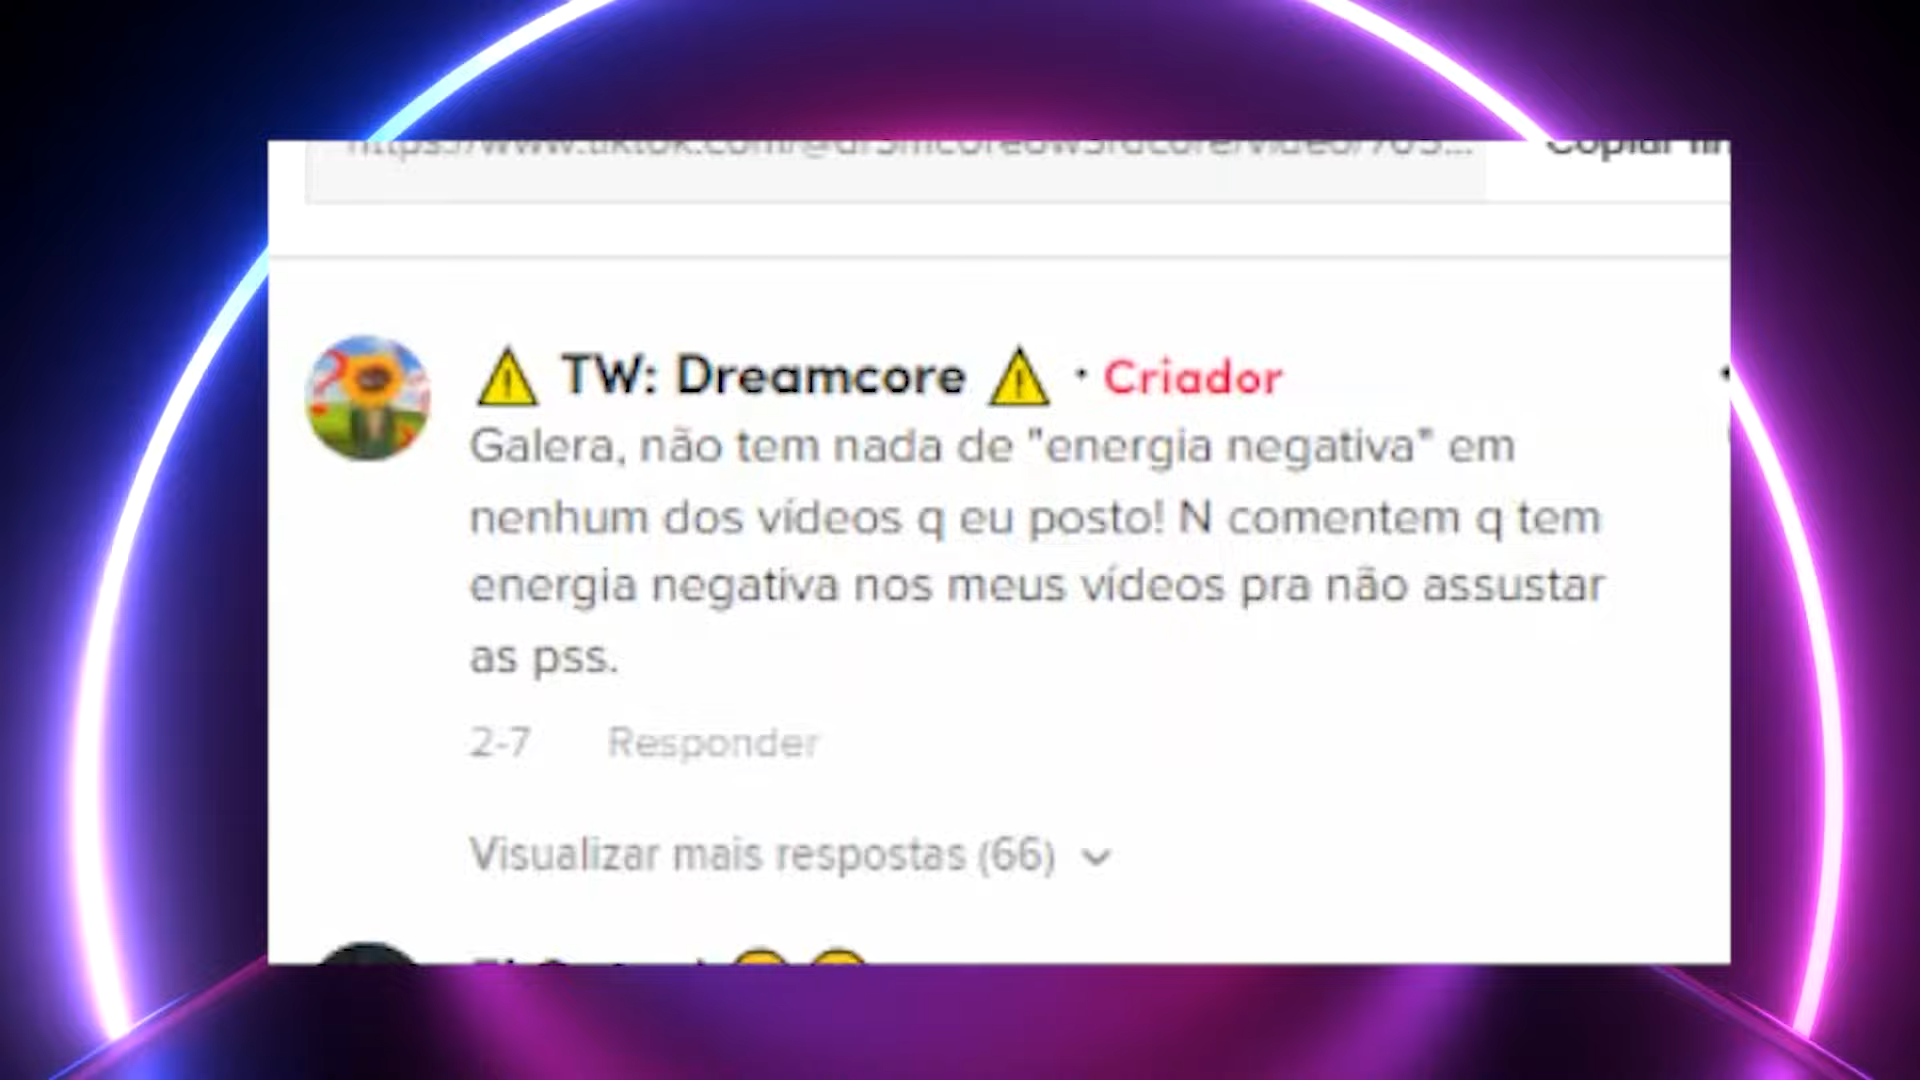 ⚠ TW: Dreamcore ⚠ · Criador
Galera, não tem nada de "energia negativa" em
nenhum dos vídeos q eu posto! N comentem q tem
energia negativa nos meus vídeos pra não assustar
as pss.
2-7 Responder
Visualizar mais respostas (66)